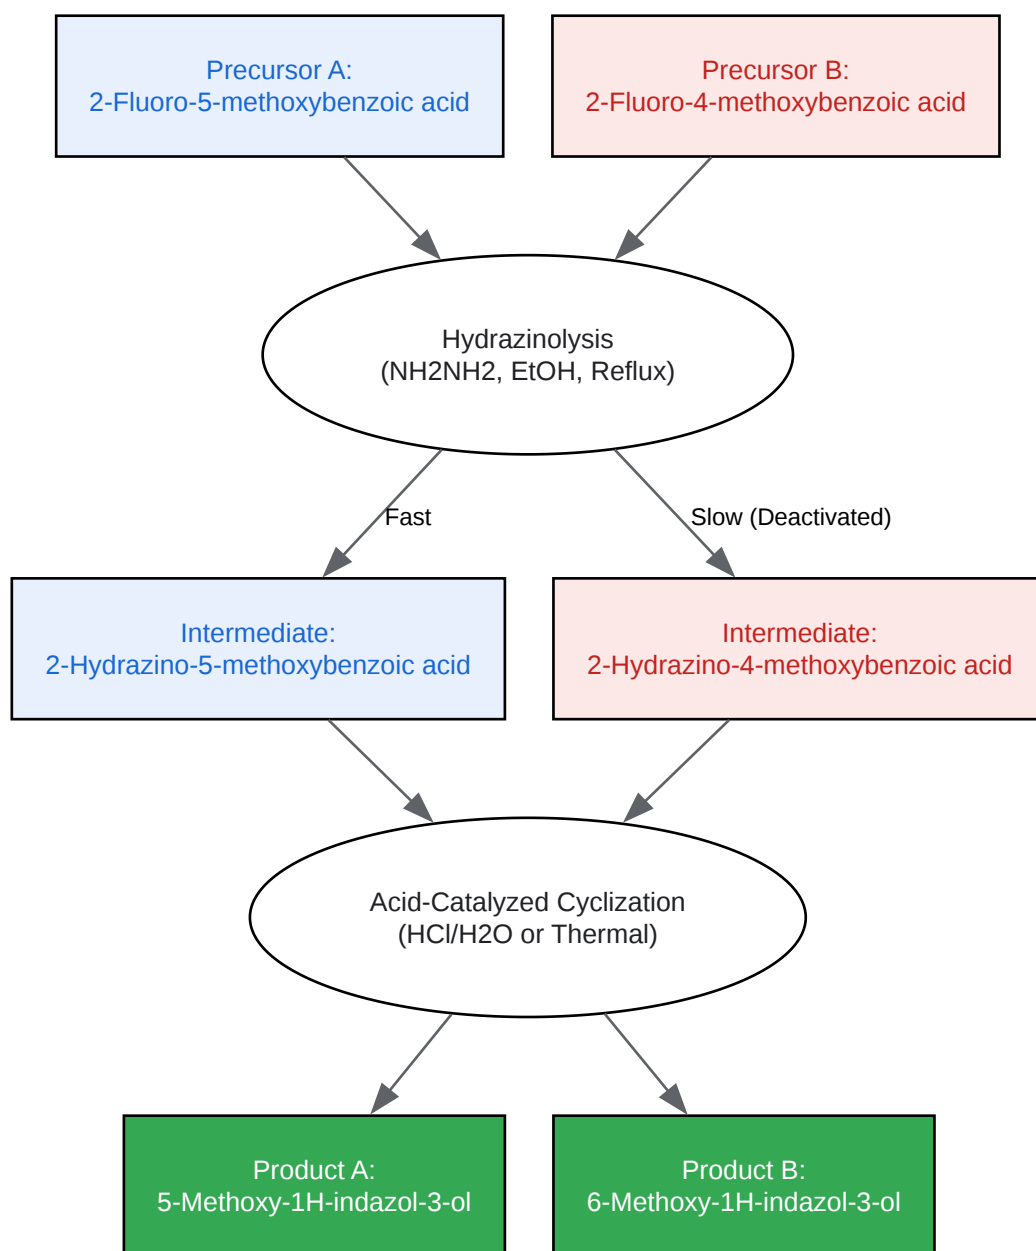 Precursor A:
2-Fluoro-5-methoxybenzoic acid
Precursor B:
2-Fluoro-4-methoxybenzoic acid
Hydrazinolysis
(NH2NH2, EtOH, Reflux)
Fast
Slow (Deactivated)
Intermediate:
2-Hydrazino-5-methoxybenzoic acid
Intermediate:
2-Hydrazino-4-methoxybenzoic acid
Acid-Catalyzed Cyclization
(HCl/H2O or Thermal)
Product A:
5-Methoxy-1H-indazol-3-ol
Product B:
6-Methoxy-1H-indazol-3-ol